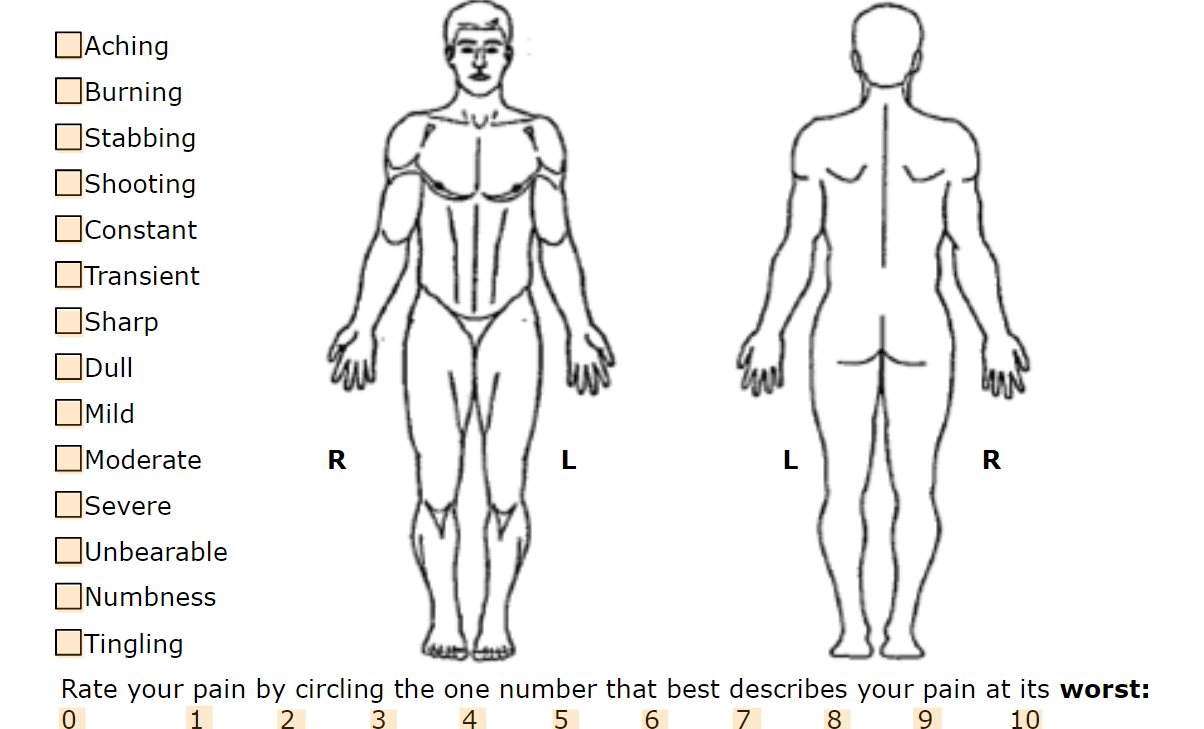 Aching
Burning
Stabbing
Shooting
Constant
Transient
Sharp
Dull
Mild
Moderate
Severe
Unbearable
Numbness
Tingling
R L L R
Rate your pain by circling the one number that best describes your pain at its worst:
0 1 2 3 4 5 6 7 8 9 10